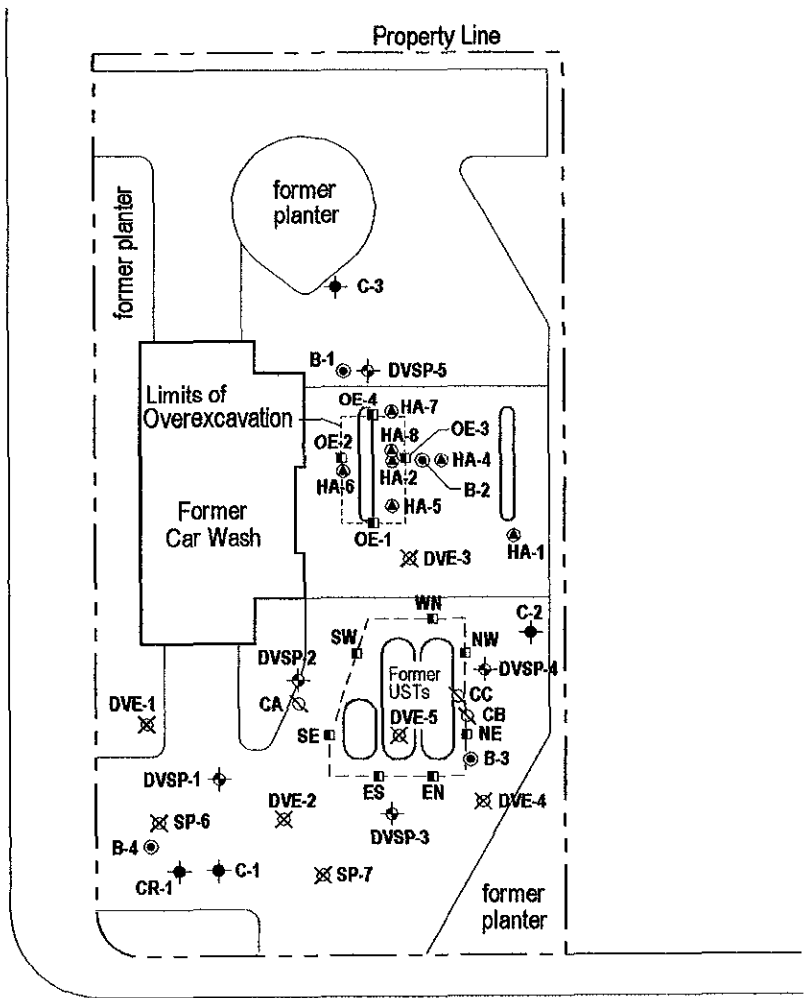 Property Line
former planter
former
planter
C-3
B-1
DVSP-5
Limits of
Overexcavation
OE-4
HA-7
OE-2
HA-8
OE-3
HA-4
HA-6
HA-2
B-2
HA-5
Former
Car Wash
OE-1
HA-1
DVE-3
WN
C-2
SW
NW
DVSP-2
Former
USTs
DVSP-4
CA
CC
DVE-1
CB
SE
DVE-5
NE
B-3
DVSP-1
ES
EN
DVE-2
DVE-4
SP-6
DVSP-3
B-4
CR-1
C-1
SP-7
former
planter